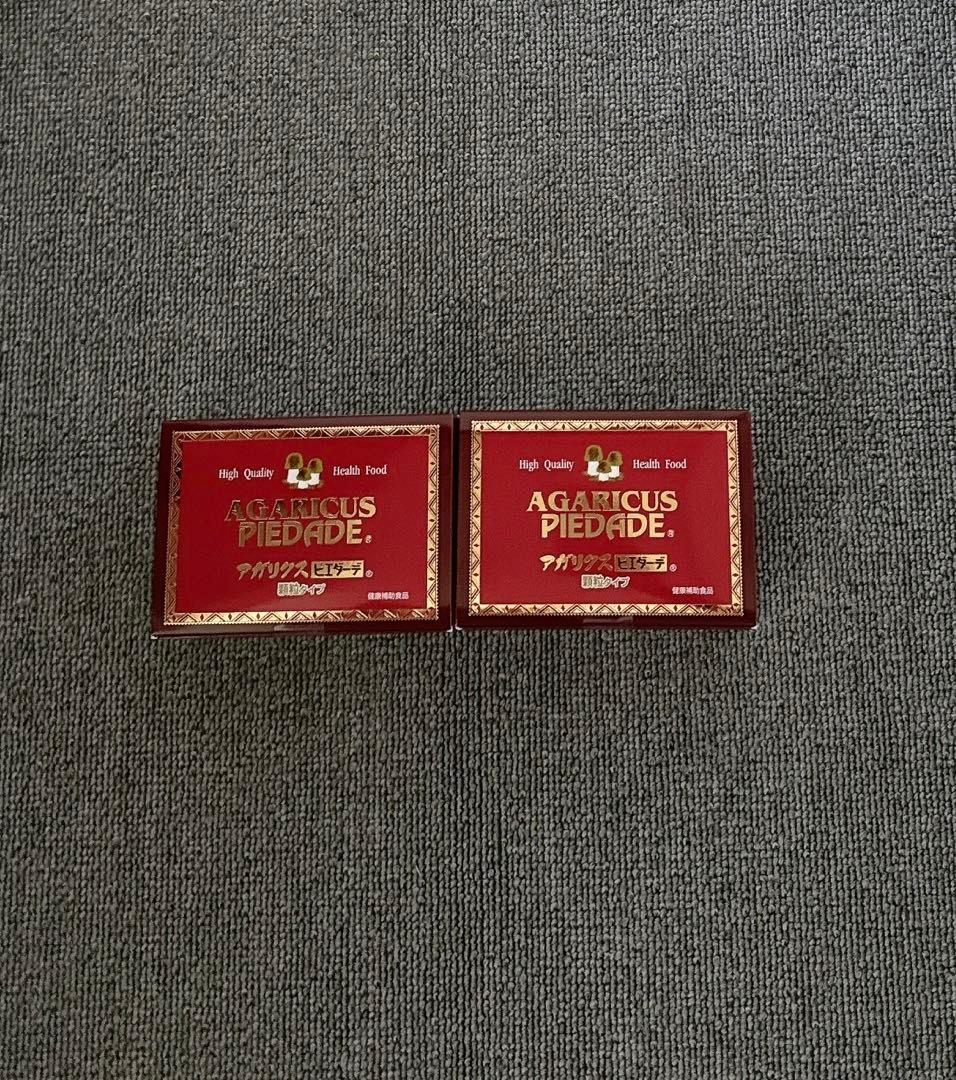 High Quality Health Food
AGARICUS
PIEDADE®
アガリクスピエダーデ®
顆粒タイプ
健康補助食品
High Quality Health Food
AGARICUS
PIEDADE®
アガリクスピエダーデ®
顆粒タイプ
健康補助食品